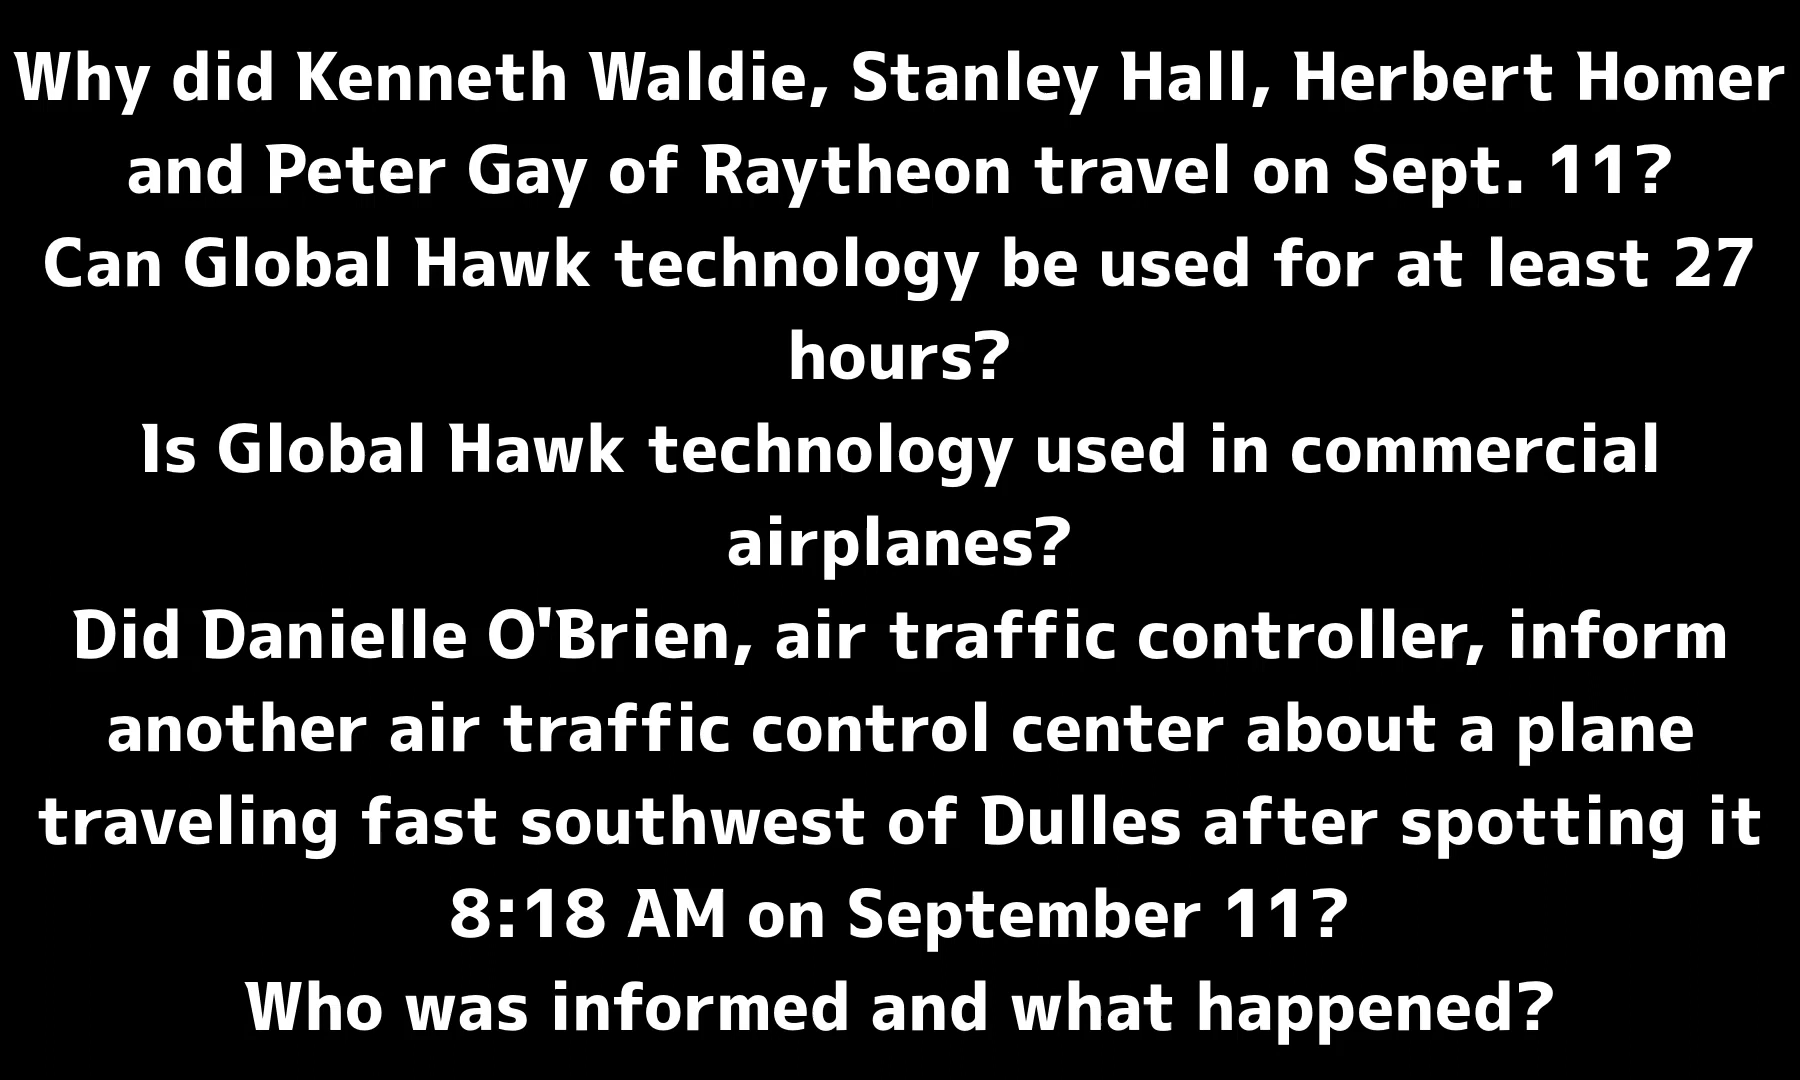 Why did Kenneth Waldie, Stanley Hall, Herbert Homer
and Peter Gay of Raytheon travel on Sept. 11?
Can Global Hawk technology be used for at least 27
hours?
Is Global Hawk technology used in commercial
airplanes?
Did Danielle O'Brien, air traffic controller, inform
another air traffic control center about a plane
traveling fast southwest of Dulles after spotting it
8:18 AM on September 11?
Who was informed and what happened?